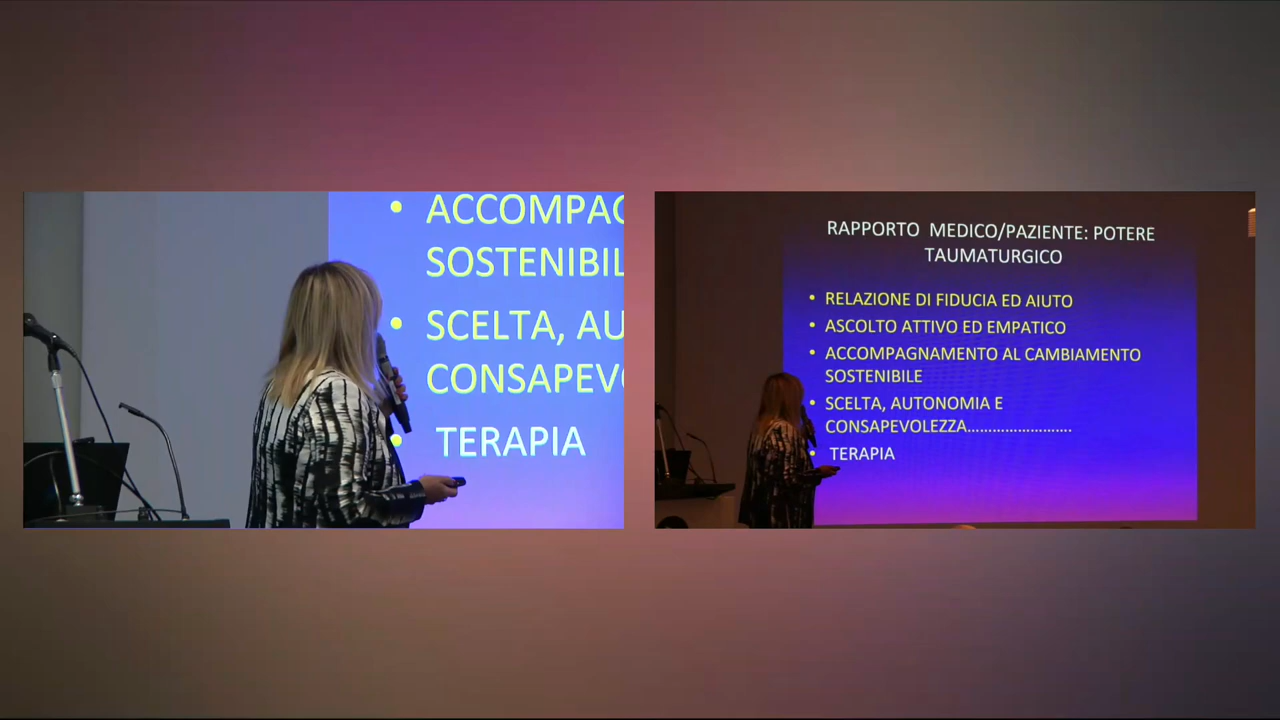 • ACCOMPAG
SOSTENIBIL
• SCELTA, AU
CONSAPEV
• TERAPIA
RAPPORTO MEDICO/PAZIENTE: POTERE
TAUMATURGICO
• RELAZIONE DI FIDUCIA ED AIUTO
• ASCOLTO ATTIVO ED EMPATICO
• ACCOMPAGNAMENTO AL CAMBIAMENTO
SOSTENIBILE
• SCELTA, AUTONOMIA E
CONSAPEVOLEZZA……………………
• TERAPIA